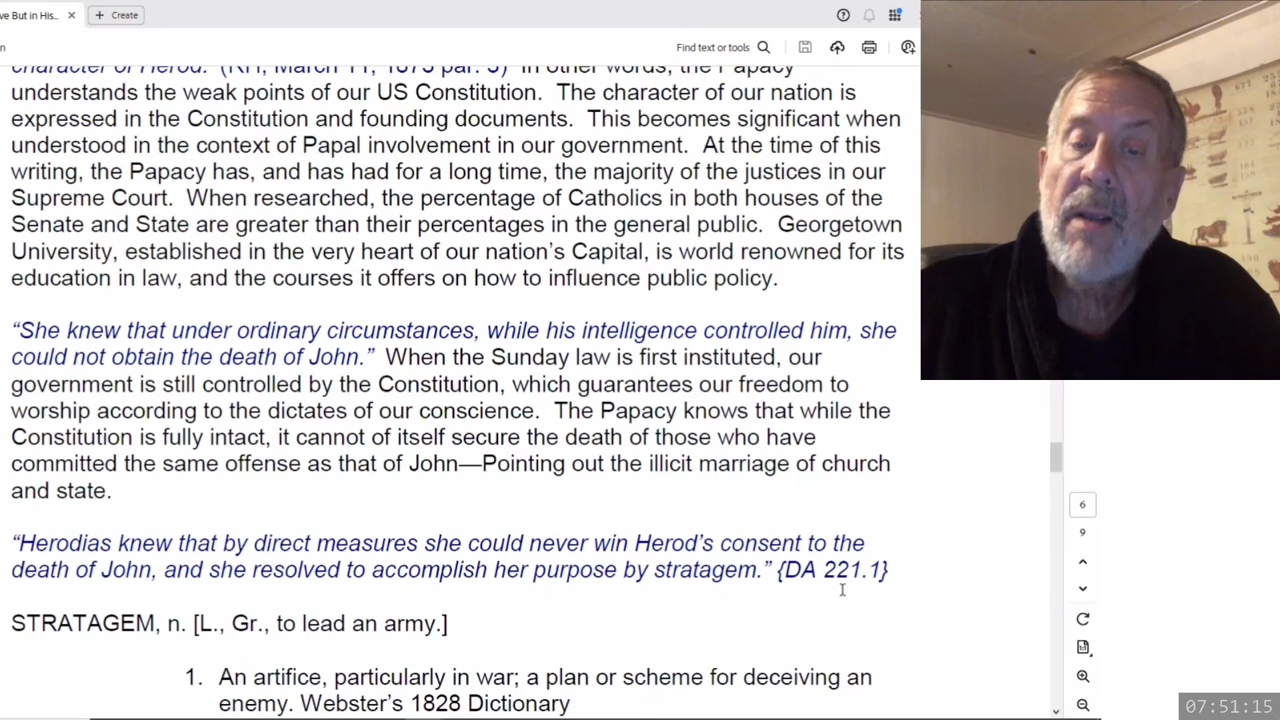 ve But in His..
Create
n
Find text or tools
character of Herod. (RH, March 11, 1873 par. 5) In other words, the Papacy
understands the weak points of our US Constitution. The character of our nation is
expressed in the Constitution and founding documents. This becomes significant when
understood in the context of Papal involvement in our government. At the time of this
writing, the Papacy has, and has had for a long time, the majority of the justices in our
Supreme Court. When researched, the percentage of Catholics in both houses of the
Senate and State are greater than their percentages in the general public. Georgetown
University, established in the very heart of our nation's Capital, is world renowned for its
education in law, and the courses it offers on how to influence public policy.
“She knew that under ordinary circumstances, while his intelligence controlled him, she
could not obtain the death of John.” When the Sunday law is first instituted, our
government is still controlled by the Constitution, which guarantees our freedom to
worship according to the dictates of our conscience. The Papacy knows that while the
Constitution is fully intact, it cannot of itself secure the death of those who have
committed the same offense as that of John—Pointing out the illicit marriage of church
and state.
“Herodias knew that by direct measures she could never win Herod's consent to the
death of John, and she resolved to accomplish her purpose by stratagem.” {DA 221.1}
STRATAGEM, n. [L., Gr., to lead an army.]
1. An artifice, particularly in war; a plan or scheme for deceiving an
enemy. Webster's 1828 Dictionary
6
9
07:51:15